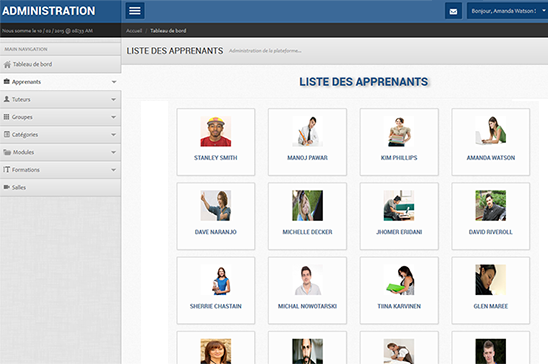 ADMINISTRATION
Bonjour, Amanda Watson
Nous somme le 10 / 02 / 2015 @ 08:33 AM
Accueil
Tableau de bord
MAIN NAVIGATION
LISTE DES APPRENANTS
Administration de la plateforme...
Tableau de bord
Apprenants
Tuteurs
Groupes
Catégories
Modules
Formations
Salles
LISTE DES APPRENANTS
STANLEY SMITH
MANOJ PAWAR
KIM PHILLIPS
AMANDA WATSON
DAVE NARANJO
MICHELLE DECKER
JHOMER ERIDANI
DAVID RIVEROLL
SHERRIE CHASTAIN
MICHAL NOWOTARSKI
TIINA KARVINEN
GLEN MAREE